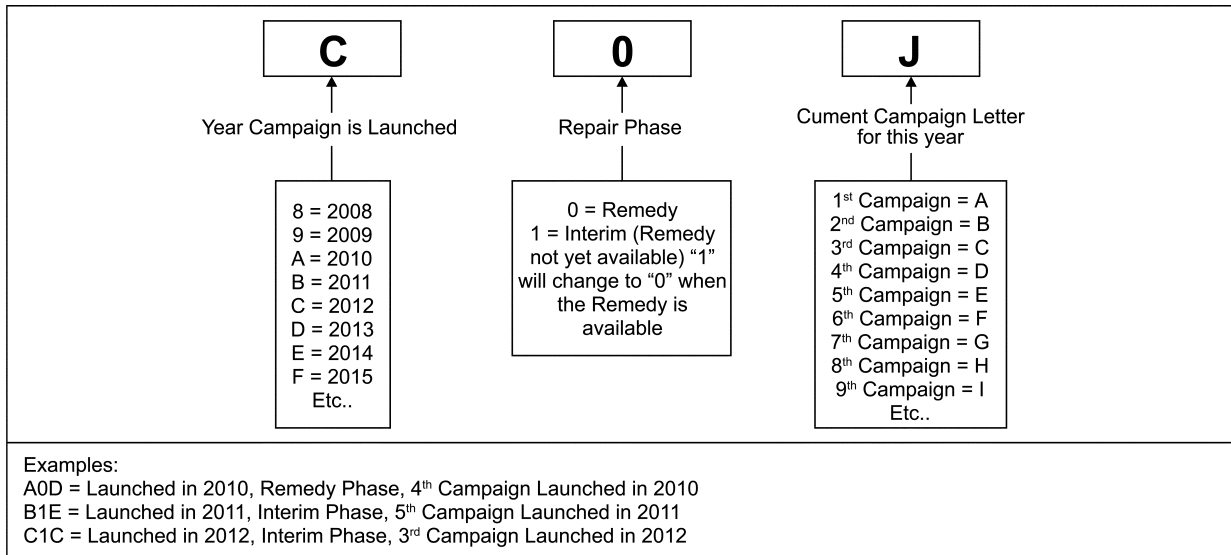 C
0
J
Year Campaign is Launched
Repair Phase
Cument Campaign Letter
for this year
8 = 2008
9 = 2009
A = 2010
B = 2011
C = 2012
D = 2013
E = 2014
F = 2015
Etc..
0 = Remedy
1 = Interim (Remedy
not yet available) “1”
will change to “0” when
the Remedy is
available
1st Campaign = A
2nd Campaign = B
3rd Campaign = C
4th Campaign = D
5th Campaign = E
6th Campaign = F
7th Campaign = G
8th Campaign = H
9th Campaign = I
Etc..
Examples:
A0D = Launched in 2010, Remedy Phase, 4th Campaign Launched in 2010
B1E = Launched in 2011, Interim Phase, 5th Campaign Launched in 2011
C1C = Launched in 2012, Interim Phase, 3rd Campaign Launched in 2012